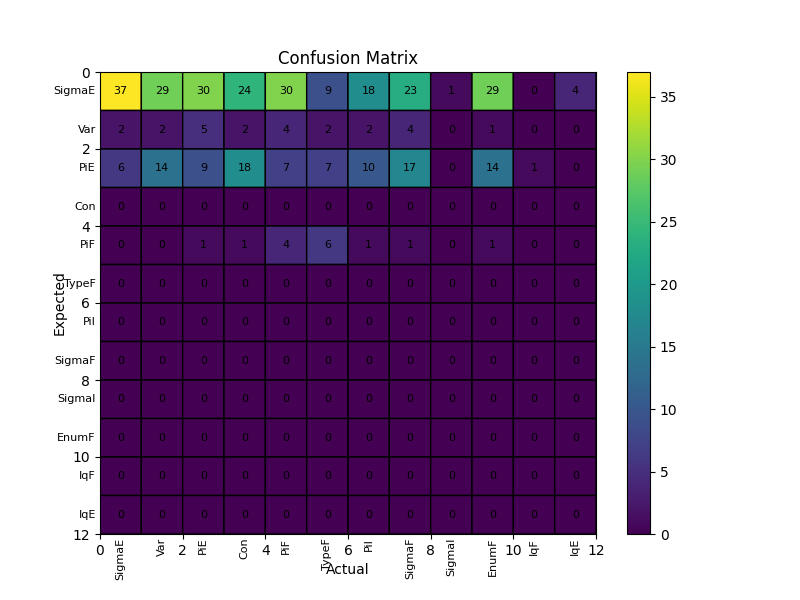 Confusion Matrix
0
SigmaE 37 29 30 24 30 9 18 23 1 29 0 4
Var 2 2 5 2 4 2 2 4 0 1 0 0
2
PiE 6 14 9 18 7 7 10 17 0 14 1 0
Con 0 0 0 0 0 0 0 0 0 0 0 0
4
PiF 0 0 1 1 4 6 1 1 0 1 0 0
TypeF 0 0 0 0 0 0 0 0 0 0 0 0
Expected
6
PiI 0 0 0 0 0 0 0 0 0 0 0 0
SigmaF 0 0 0 0 0 0 0 0 0 0 0 0
8
SigmaI 0 0 0 0 0 0 0 0 0 0 0 0
EnumF 0 0 0 0 0 0 0 0 0 0 0 0
10
IqF 0 0 0 0 0 0 0 0 0 0 0 0
IqE 0 0 0 0 0 0 0 0 0 0 0 0
12
0 2 4 6 8 10 12
SigmaE Var PiE Con PiF TypeF PiI SigmaF SigmaI EnumF IqF IqE
Actual
35
30
25
20
15
10
5
0